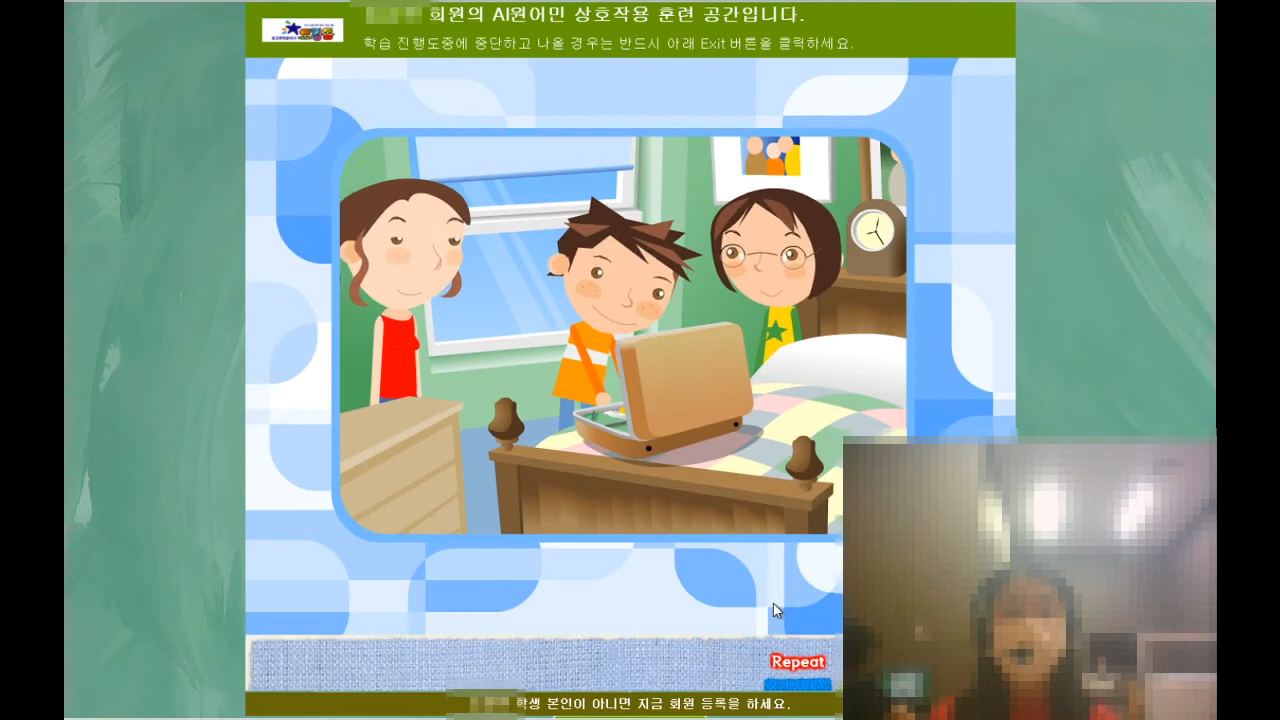 회원의 AI원어민 상호작용 훈련 공간입니다.
학습 진행도중에 중단하고 나올 경우는 반드시 아래 Exit 버튼을 클릭하세요.
Repeat
학생 본인이 아니면 지금 회원 등록을 하세요.